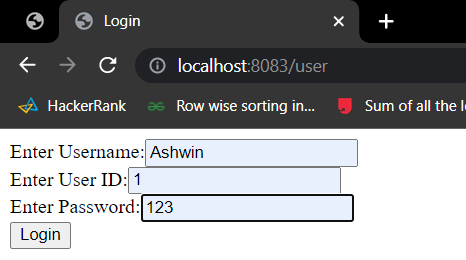 Login
localhost:8083/user
HackerRank Row wise sorting in... Sum of all the
Enter Username: Ashwin
Enter User ID: 1
Enter Password: 123
Login